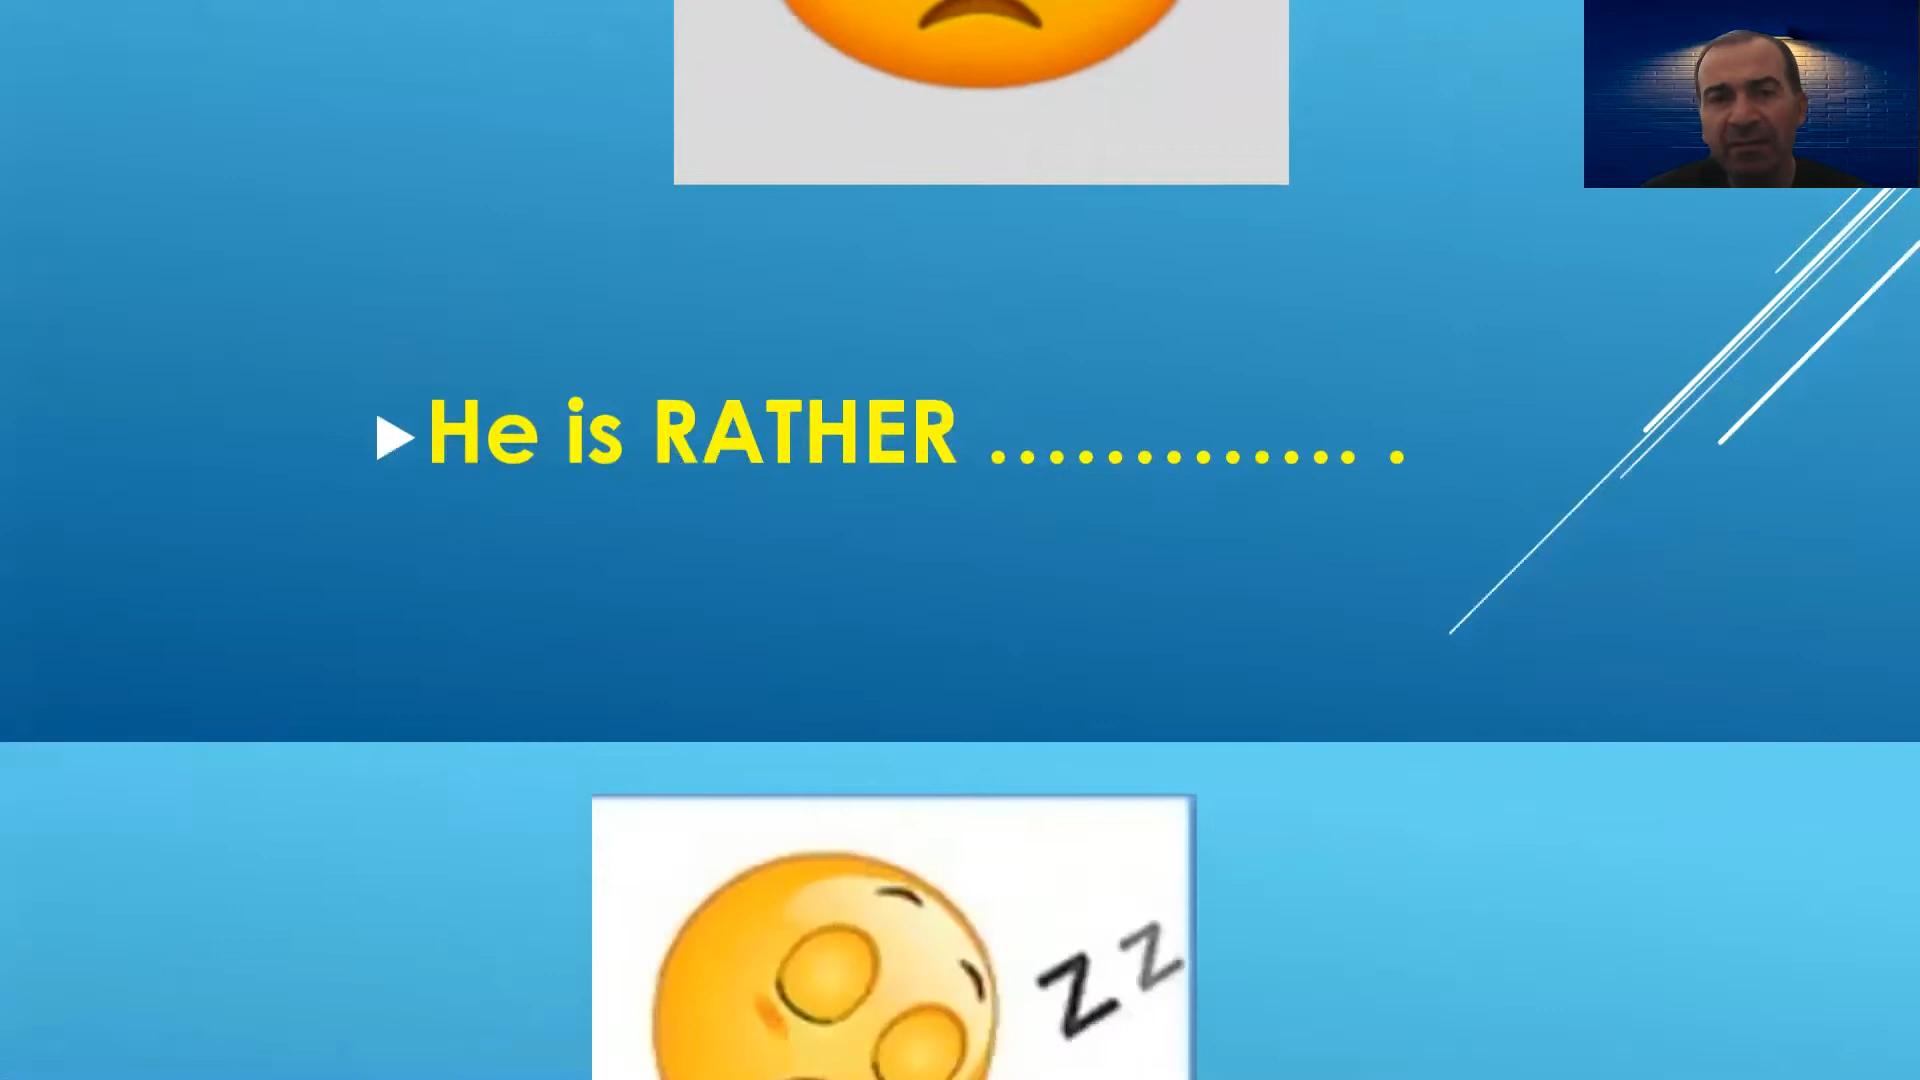 He is RATHER ............. .
Z Z